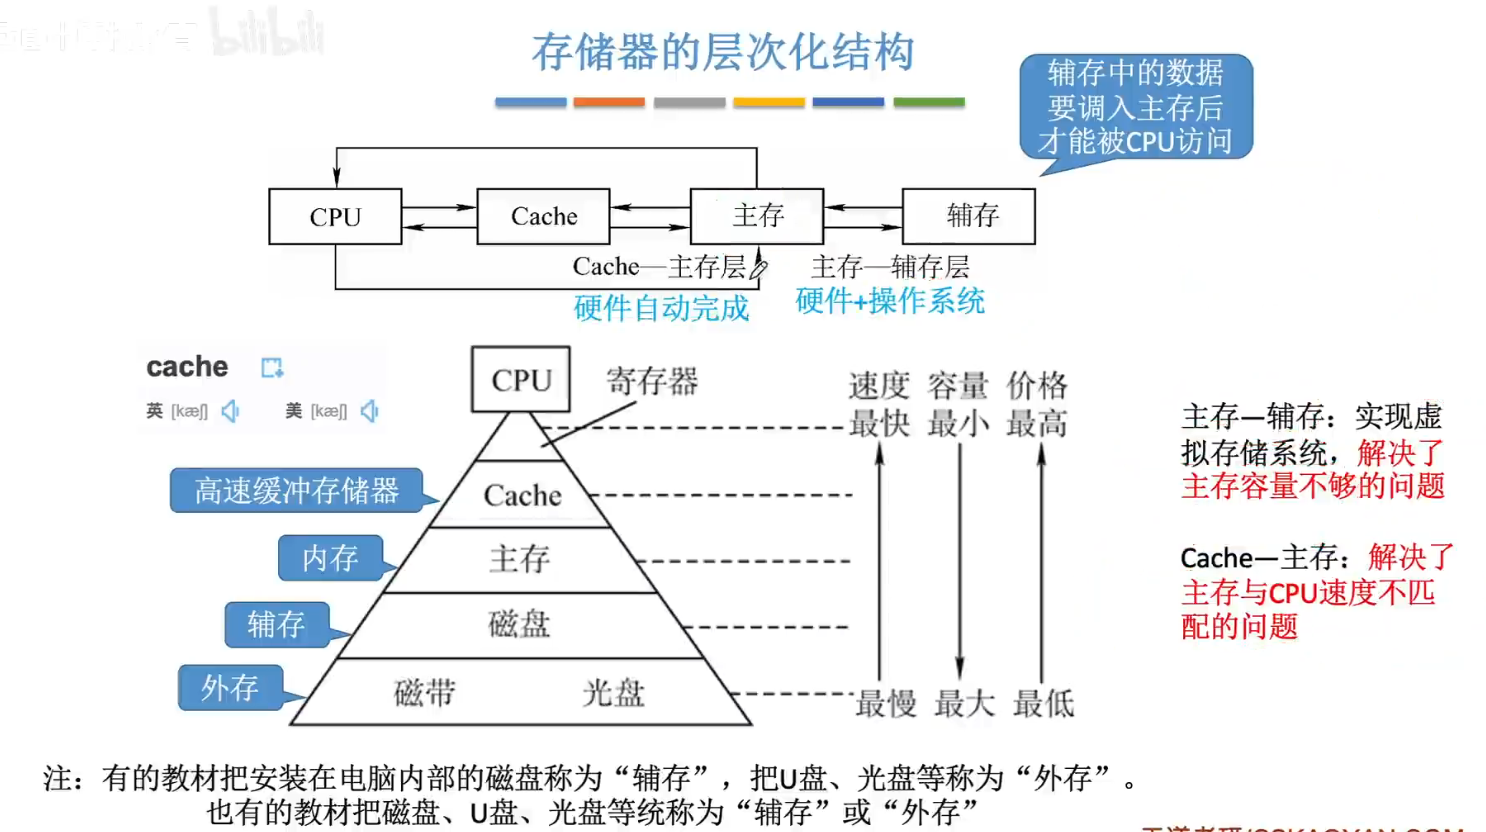 bilibili
存储器的层次化结构
辅存中的数据
要调入主存后
才能被CPU访问
CPU
Cache
主存
辅存
Cache—主存层
主存—辅存层
硬件自动完成
硬件+操作系统
cache
英 [kæʃ] 美 [kæʃ]
CPU
寄存器
速度 容量 价格
最快 最小 最高
高速缓冲存储器
Cache
内存
主存
辅存
磁盘
外存
磁带
光盘
最慢 最大 最低
主存—辅存：实现虚
拟存储系统，解决了
主存容量不够的问题
Cache—主存：解决了
主存与CPU速度不匹
配的问题
注：有的教材把安装在电脑内部的磁盘称为“辅存”，把U盘、光盘等称为“外存”。
也有的教材把磁盘、U盘、光盘等统称为“辅存”或“外存”